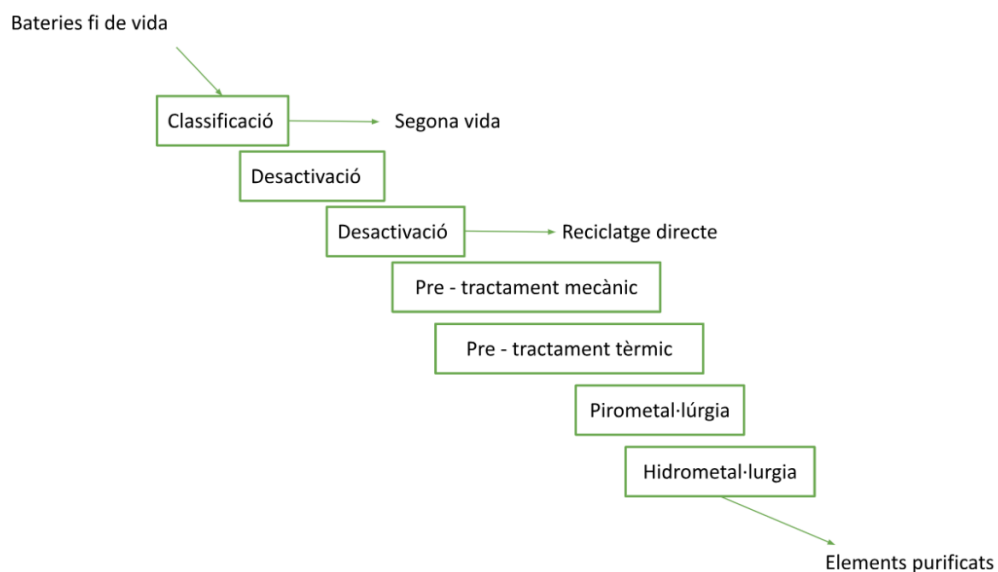 Bateries fi de vida
Classificació
Segona vida
Desactivació
Desactivació
Reciclatge directe
Pre - tractament mecànic
Pre - tractament tèrmic
Pirometal·lúrgia
Hidrometal·lurgia
Elements purificats